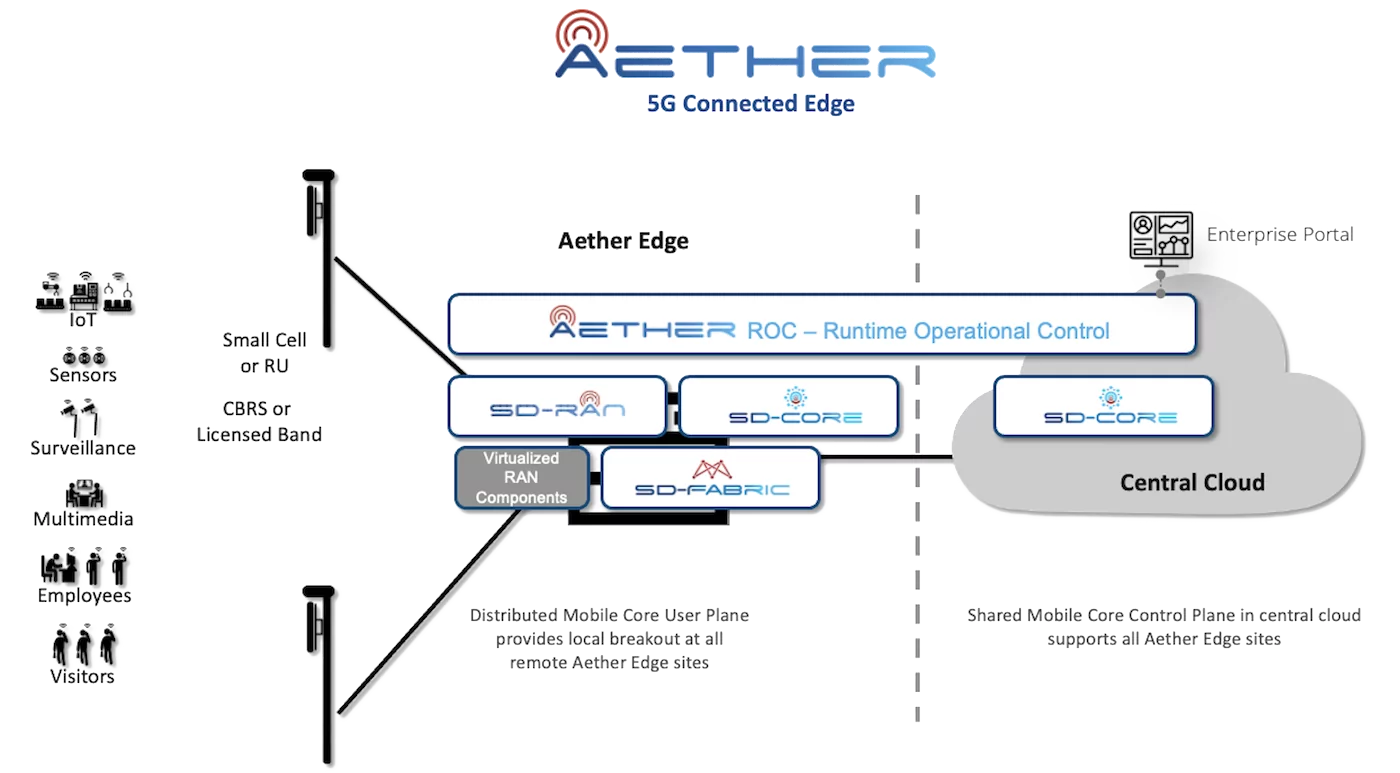 AETHER
5G Connected Edge
Aether Edge
Enterprise Portal
AETHER ROC – Runtime Operational Control
IoT
Sensors
Surveillance
Multimedia
Employees
Visitors
Small Cell
or RU
CBRS or
Licensed Band
SD-RAN
SD-CORE
SD-CORE
Virtualized
RAN
Components
SD-FABRIC
Central Cloud
Distributed Mobile Core User Plane
provides local breakout at all
remote Aether Edge sites
Shared Mobile Core Control Plane in central cloud
supports all Aether Edge sites